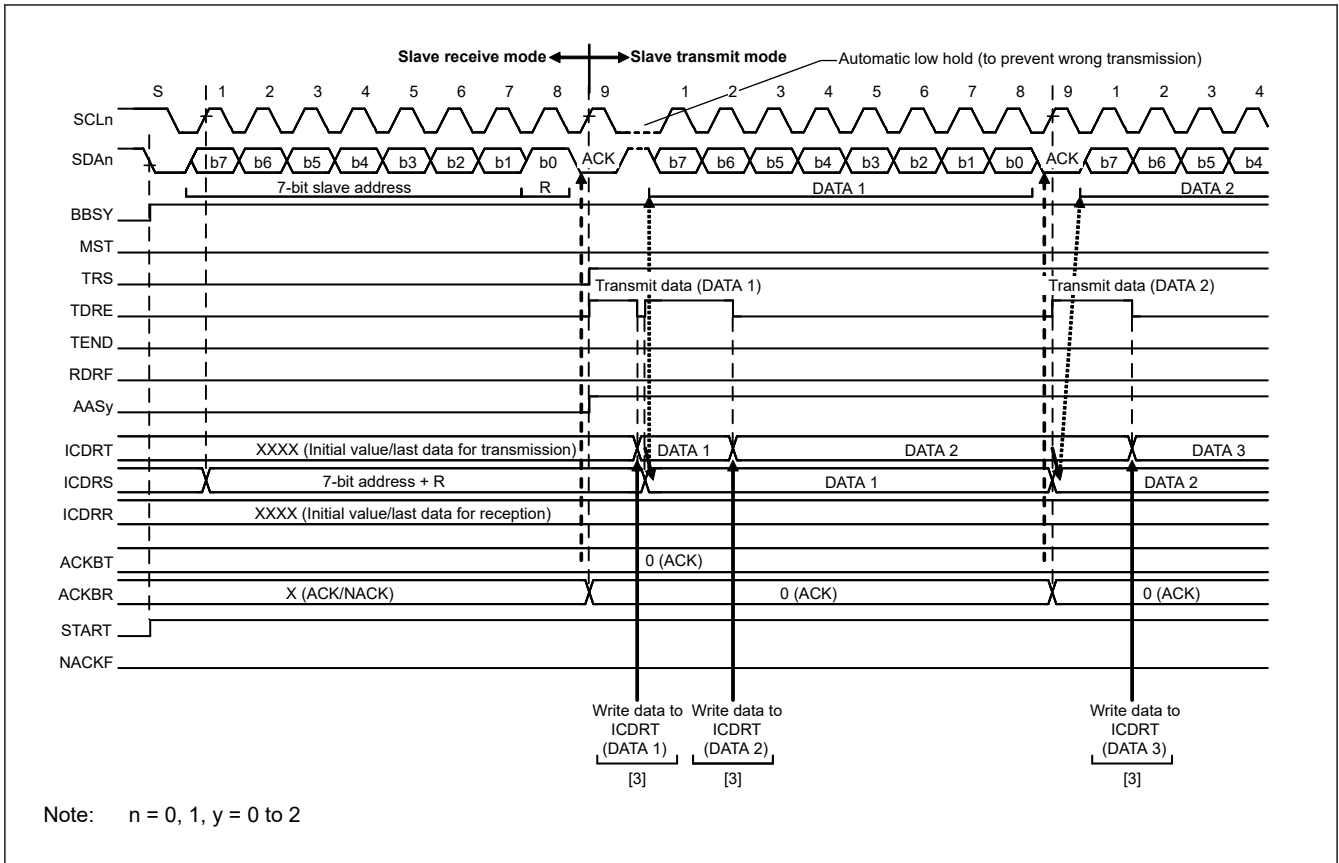 Slave receive mode Slave transmit mode
Automatic low hold (to prevent wrong transmission)
S 1 2 3 4 5 6 7 8 9 1 2 3 4 5 6 7 8 9 1 2 3 4
SCLn
SDAn b7 b6 b5 b4 b3 b2 b1 b0 ACK b7 b6 b5 b4 b3 b2 b1 b0 ACK b7 b6 b5 b4
7-bit slave address R DATA 1 DATA 2
BBSY
MST
TRS
Transmit data (DATA 1) Transmit data (DATA 2)
TDRE
TEND
RDRF
AASy
ICDRT XXXX (Initial value/last data for transmission) DATA 1 DATA 2 DATA 3
ICDRS 7-bit address + R DATA 1 DATA 2
ICDRR XXXX (Initial value/last data for reception)
ACKBT 0 (ACK)
ACKBR X (ACK/NACK) 0 (ACK) 0 (ACK)
START
NACKF
Write data to Write data to Write data to
ICDRT ICDRT ICDRT
(DATA 1) (DATA 2) (DATA 3)
[3] [3] [3]
Note: n = 0, 1, y = 0 to 2